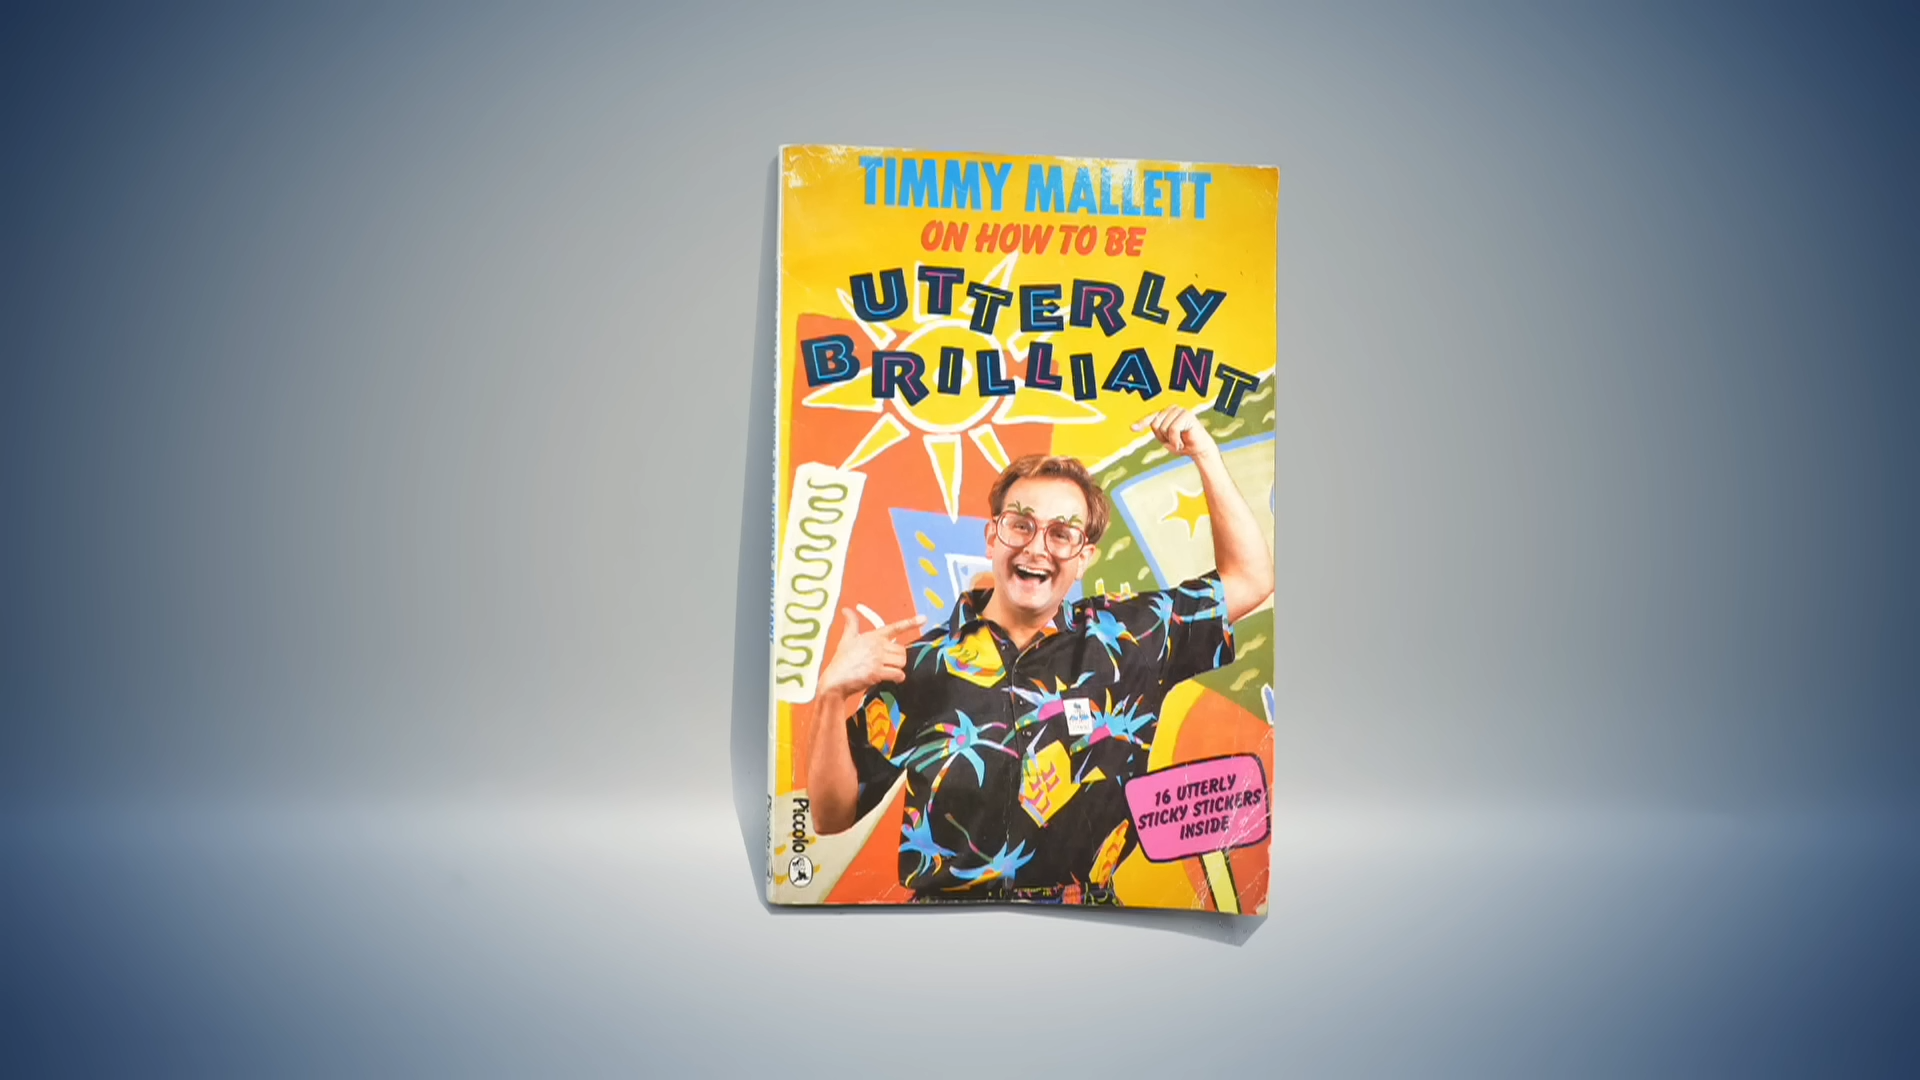 TIMMY MALLETT
ON HOW TO BE
UTTERLY
BRILLIANT
16 UTTERLY
STICKY STICKERS
INSIDE
Piccolo